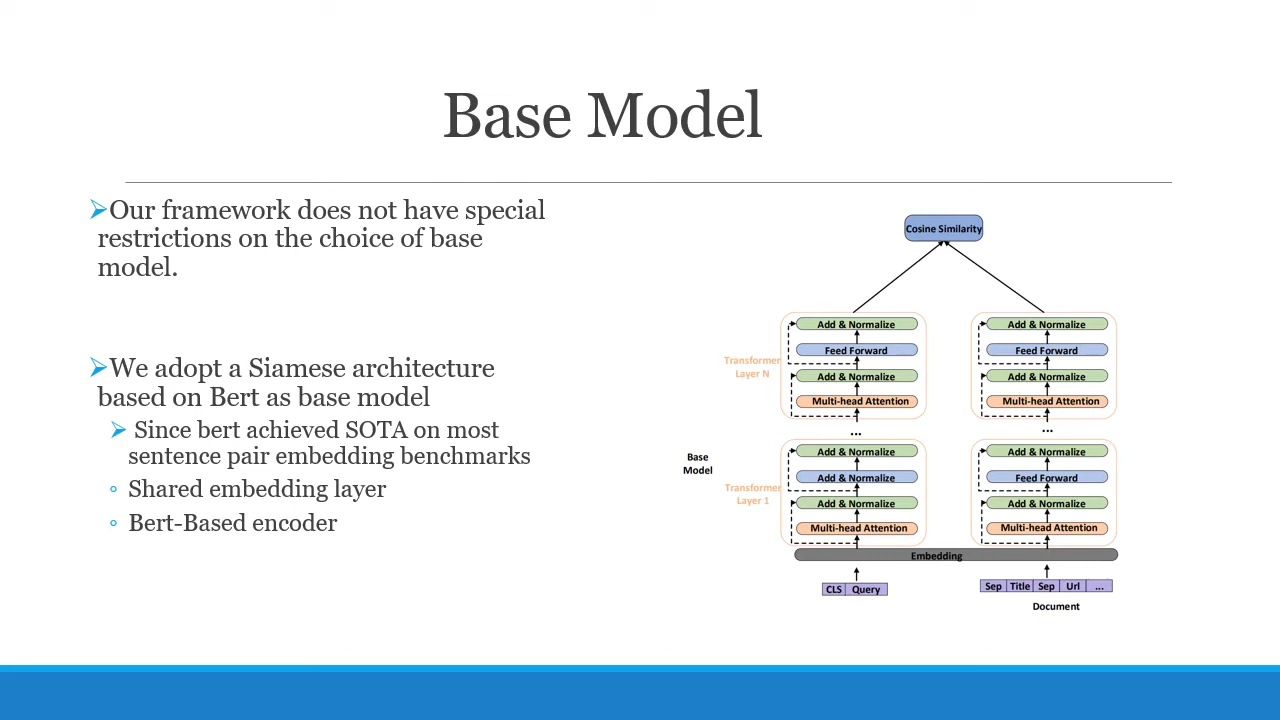 Base Model
➢Our framework does not have special
restrictions on the choice of base
model.
➢We adopt a Siamese architecture
based on Bert as base model
➢ Since bert achieved SOTA on most
sentence pair embedding benchmarks
◦ Shared embedding layer
◦ Bert-Based encoder
Cosine Similarity
Transformer
Layer N
Add & Normalize
Feed Forward
Add & Normalize
Multi-head Attention
...
Add & Normalize
Feed Forward
Add & Normalize
Multi-head Attention
...
Base
Model
Transformer
Layer 1
Add & Normalize
Add & Normalize
Add & Normalize
Multi-head Attention
Add & Normalize
Feed Forward
Add & Normalize
Multi-head Attention
Embedding
CLS Query
Sep Title Sep Url ...
Document